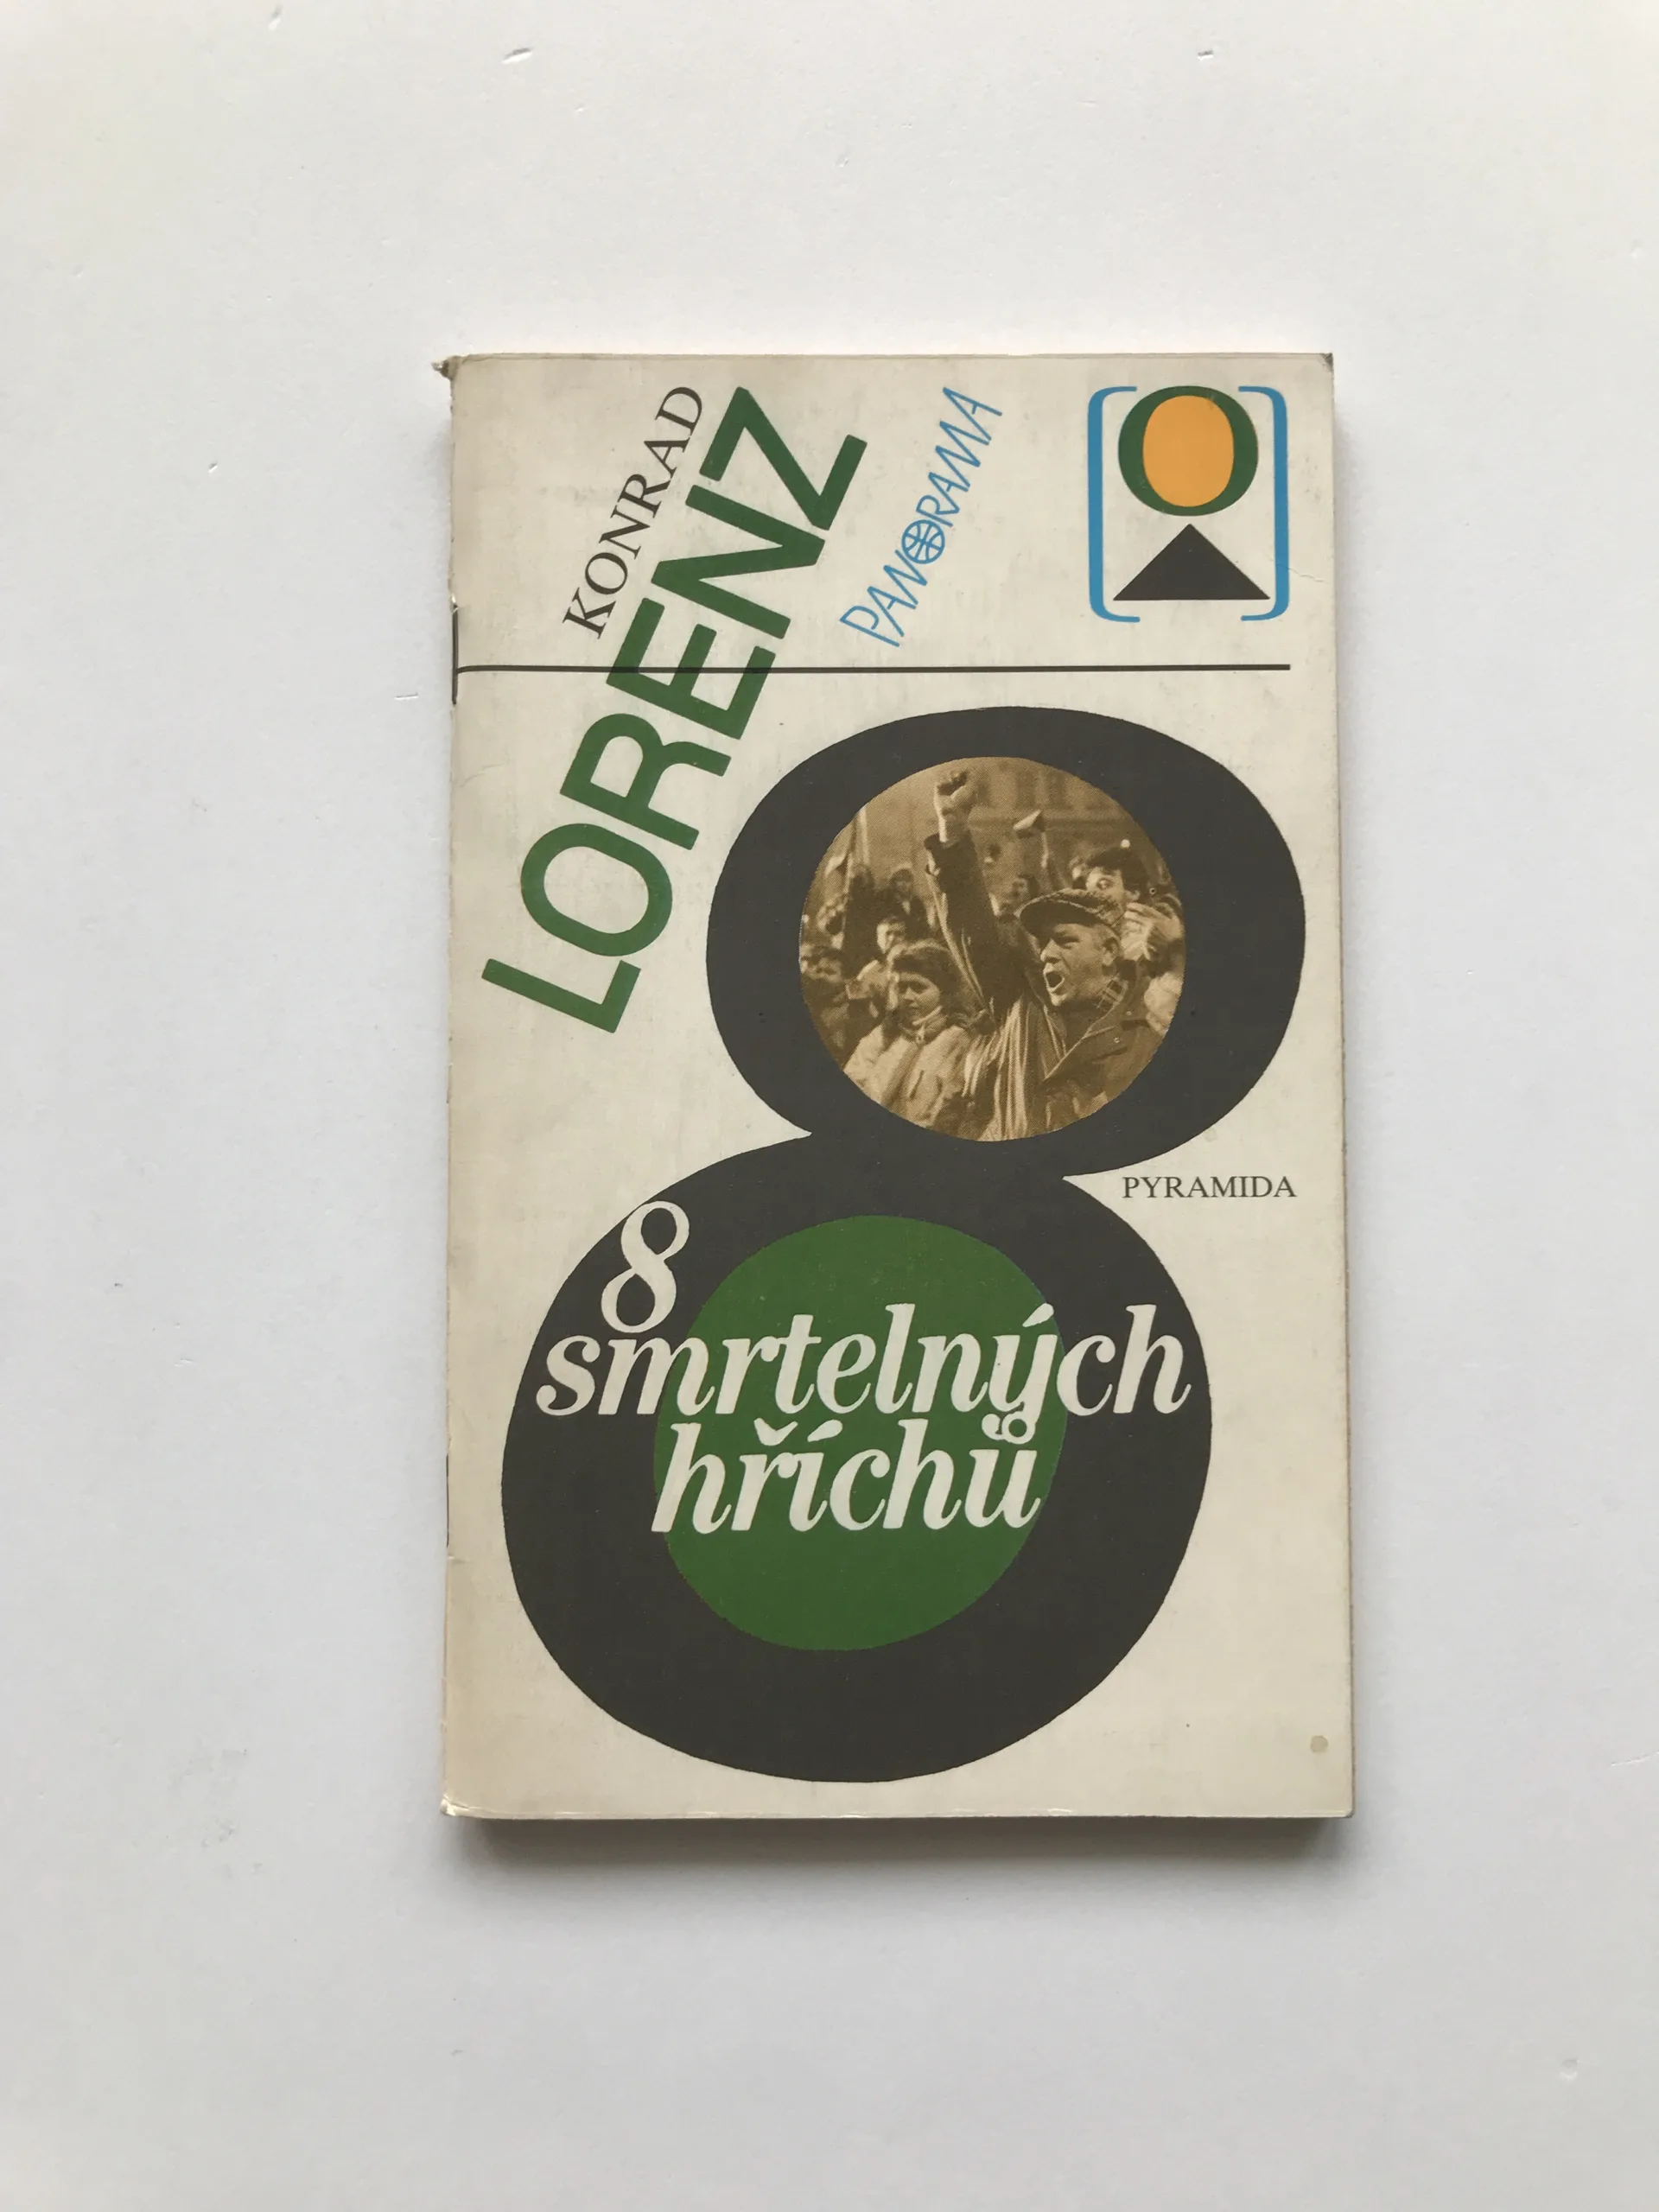 KONRAD
LORENZ
PANORAMA
PYRAMIDA
8
smrtelných
hříchů